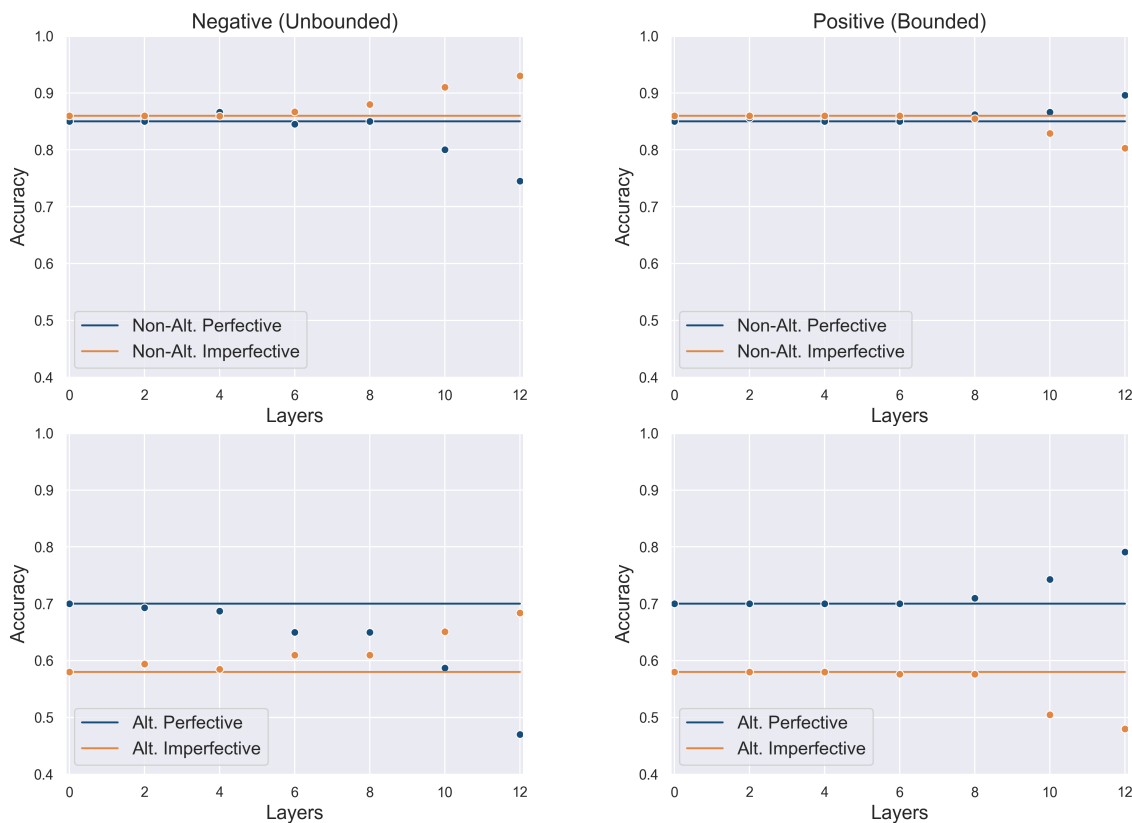 Negative (Unbounded)
1.0
0.9
0.8
0.7
0.6
0.5
0.4
Accuracy
Non-Alt. Perfective
Non-Alt. Imperfective
0 2 4 6 8 10 12
Layers
Positive (Bounded)
1.0
0.9
0.8
0.7
0.6
0.5
0.4
Accuracy
Non-Alt. Perfective
Non-Alt. Imperfective
0 2 4 6 8 10 12
Layers
1.0
0.9
0.8
0.7
0.6
0.5
0.4
Accuracy
Alt. Perfective
Alt. Imperfective
0 2 4 6 8 10 12
Layers
1.0
0.9
0.8
0.7
0.6
0.5
0.4
Accuracy
Alt. Perfective
Alt. Imperfective
0 2 4 6 8 10 12
Layers